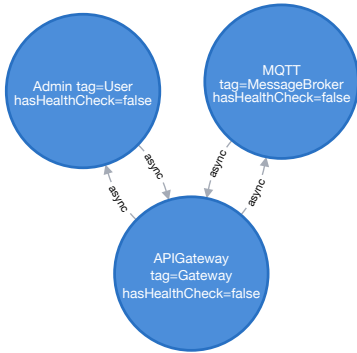 Admin tag=User
hasHealthCheck=false
MQTT
tag=MessageBroker
hasHealthCheck=false
async
async
async
async
APIGateway
tag=Gateway
hasHealthCheck=false